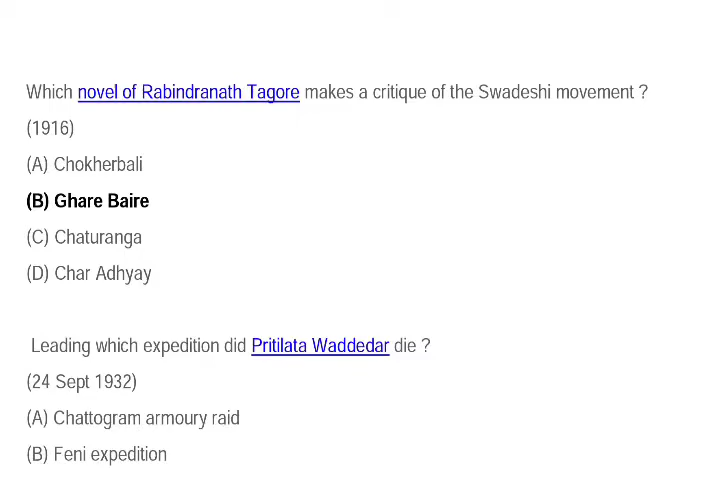 Which novel of Rabindranath Tagore makes a critique of the Swadeshi movement ?
(1916)
(A) Chokherbali
(B) Ghare Baire
(C) Chaturanga
(D) Char Adhyay
Leading which expedition did Pritilata Waddedar die ?
(24 Sept 1932)
(A) Chattogram armoury raid
(B) Feni expedition